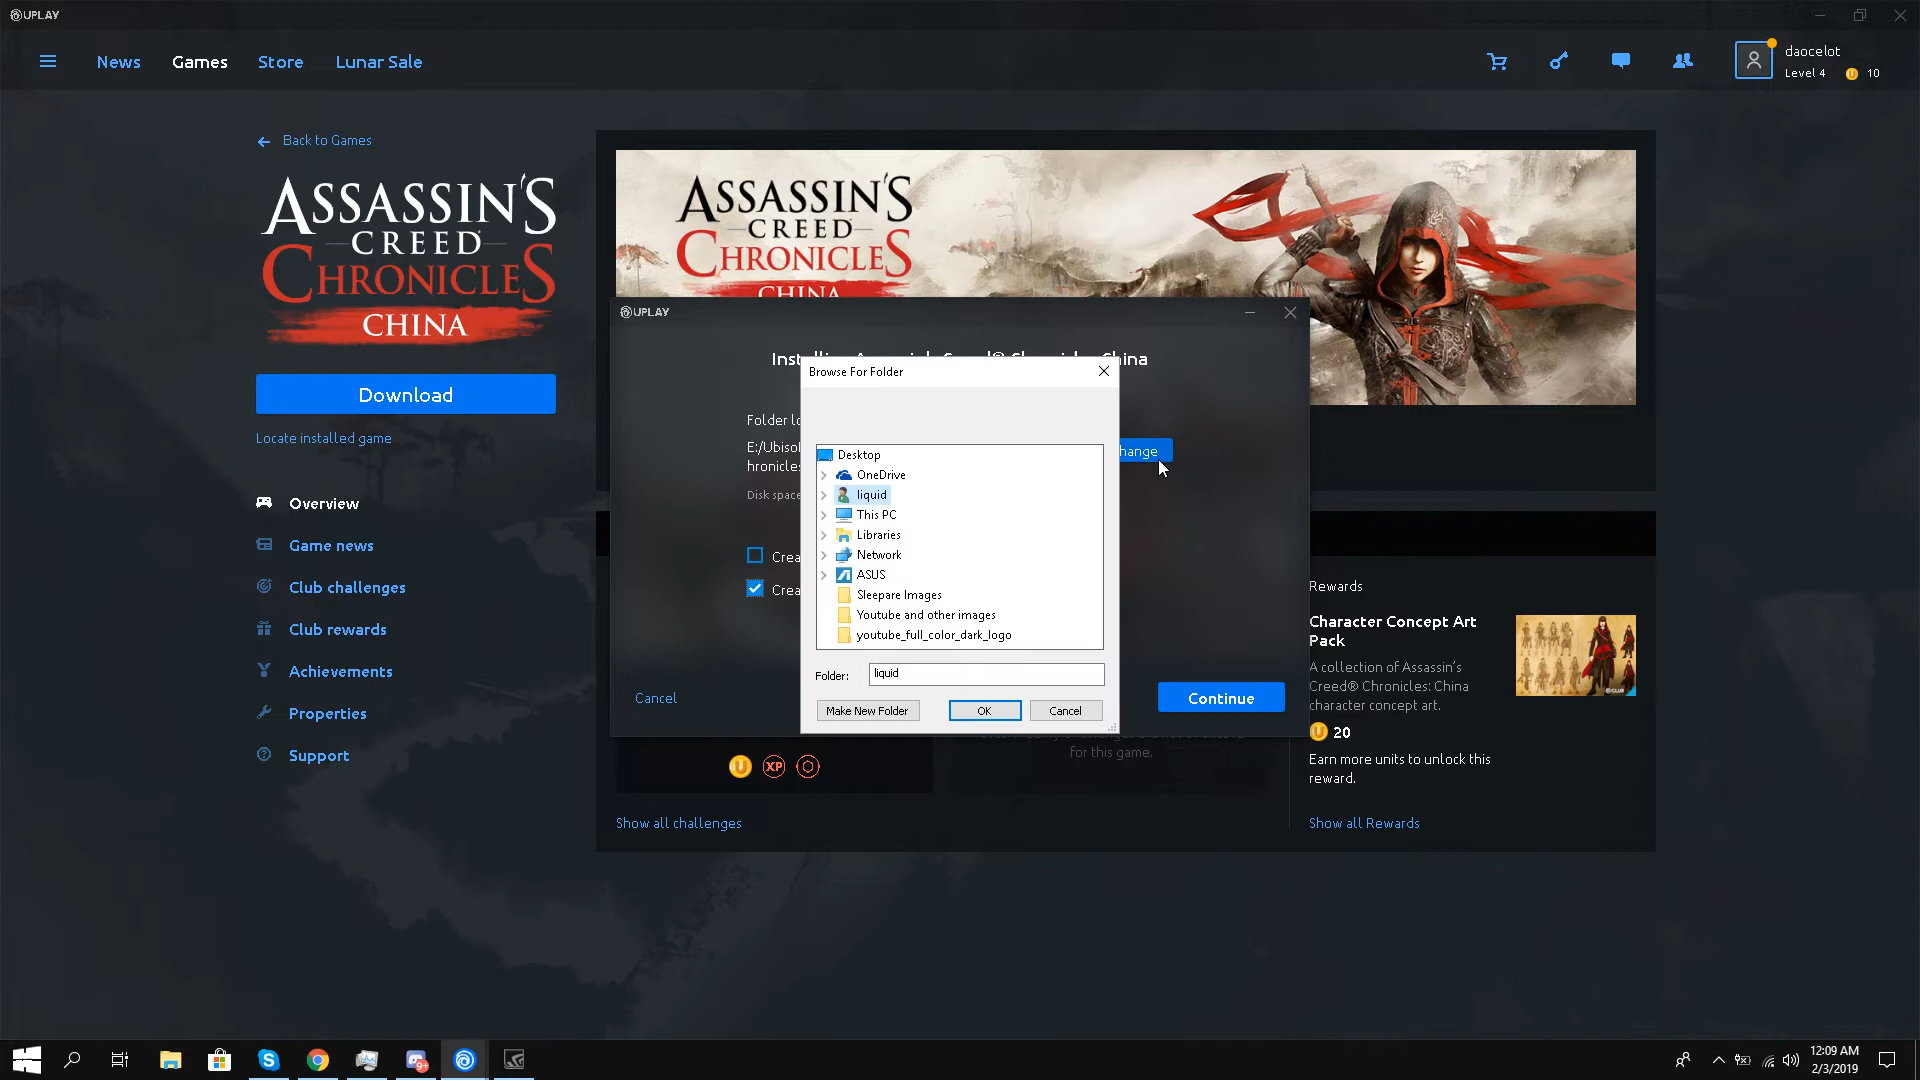 UPLAY
News
Games
Store
Lunar Sale
daocelot
Level 4
10
Back to Games
ASSASSIN'S
CREED
CHRONICLES
CHINA
ASSASSIN'S
CREED
CHRONICLES
CHINA
Download
Locate installed game
Overview
Game news
Club challenges
Club rewards
Achievements
Properties
Support
UPLAY
Browse For Folder
Folder
E:/Ubiso
hronicle
hange
Disk space
Crea
Crea
Desktop
OneDrive
liquid
This PC
Libraries
Network
ASUS
Sleepare Images
Youtube and other images
youtube_full_color_dark_logo
Folder:
liquid
Make New Folder
OK
Cancel
Cancel
Continue
for this game.
XP
Show all challenges
Rewards
Character Concept Art
Pack
A collection of Assassin's
Creed® Chronicles: China
character concept art.
20
Earn more units to unlock this
reward.
Show all Rewards
9+
12:09 AM
2/3/2019